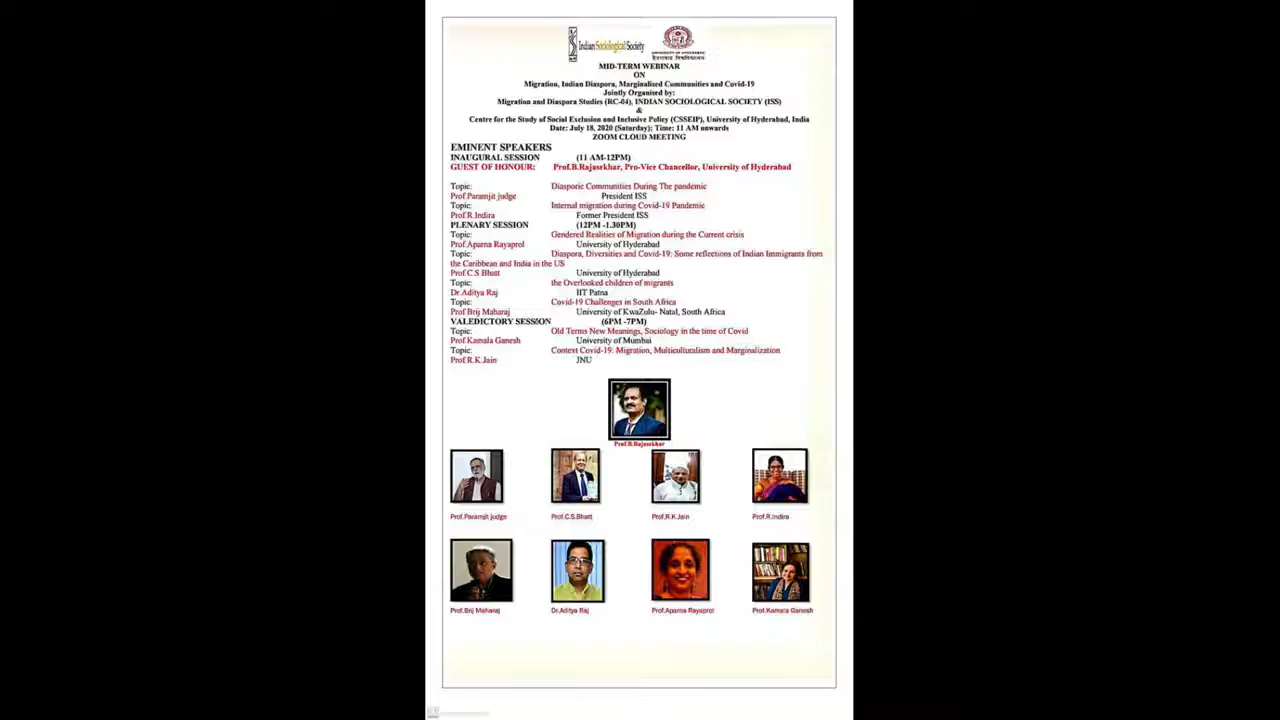 Indian Sociological Society
UNIVERSITY OF HYDERABAD
हैदराबाद विश्वविद्यालय
MID-TERM WEBINAR
ON
Migration, Indian Diaspora, Marginalised Communities and Covid-19
Jointly Organised by:
Migration and Diaspora Studies (RC-04), INDIAN SOCIOLOGICAL SOCIETY (ISS)
&
Centre for the Study of Social Exclusion and Inclusive Policy (CSSEIP), University of Hyderabad, India
Date: July 18, 2020 (Saturday); Time: 11 AM onwards
ZOOM CLOUD MEETING
EMINENT SPEAKERS
INAUGURAL SESSION (11 AM-12PM)
GUEST OF HONOUR: Prof.B.Rajasekhar, Pro-Vice Chancellor, University of Hyderabad
Topic: Diasporic Communities During The pandemic
Prof.Paramjit judge President ISS
Topic: Internal migration during Covid-19 Pandemic
Prof.R.Indira Former President ISS
PLENARY SESSION (12PM -1.30PM)
Topic: Gendered Realities of Migration during the Current crisis
Prof.Aparna Rayaprol University of Hyderabad
Topic: Diaspora, Diversities and Covid-19: Some reflections of Indian Immigrants from
the Caribbean and India in the US
Prof.C.S Bhatt University of Hyderabad
Topic: the Overlooked children of migrants
Dr.Aditya Raj IIT Patna
Topic: Covid-19 Challenges in South Africa
Prof.Brij Maharaj University of KwaZulu- Natal, South Africa
VALEDICTORY SESSION (6PM -7PM)
Topic: Old Terms New Meanings, Sociology in the time of Covid
Prof.Kamala Ganesh University of Mumbai
Topic: Context Covid-19: Migration, Multiculturalism and Marginalization
Prof.R.K.Jain JNU
Prof.B.Rajasekhar
Prof.Paramjit judge Prof.C.S.Bhatt Prof.R.K.Jain Prof.R.Indira
Prof.Brij Maharaj Dr.Aditya Raj Prof.Aparna Rayaprol Prof.Kamala Ganesh